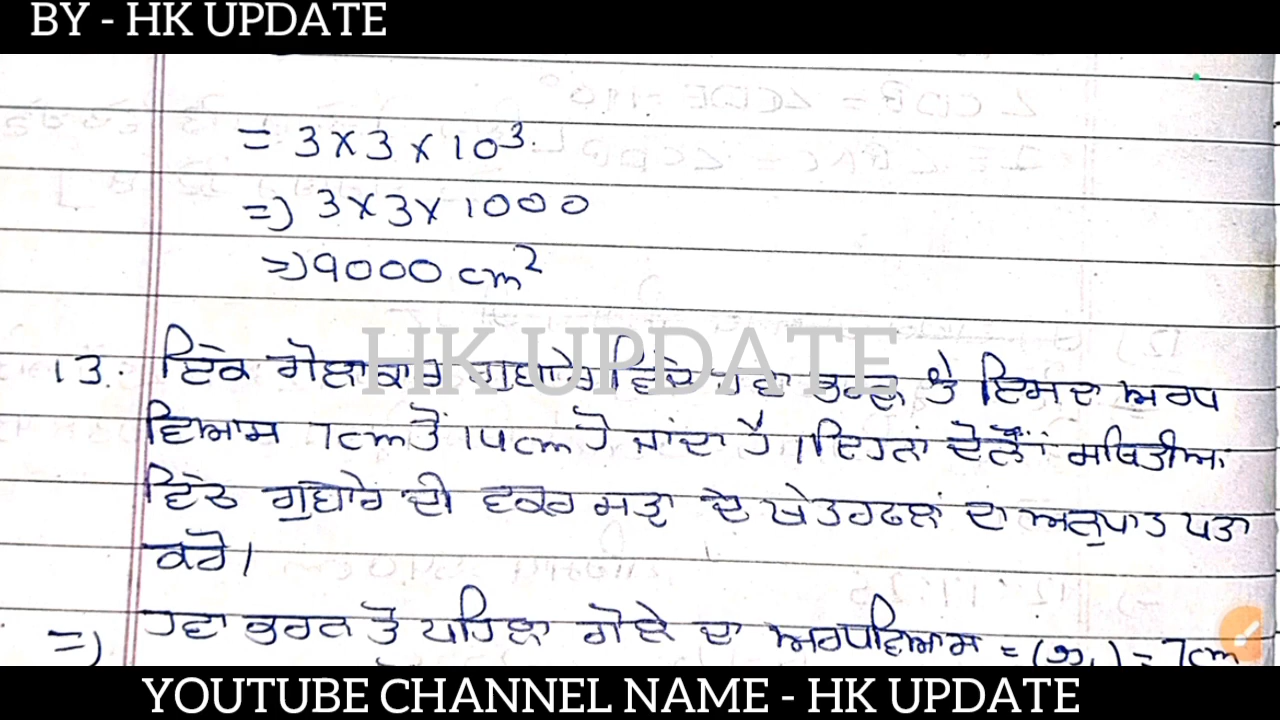 BY - HK UPDATE
= 3 X 3 X 10³.
=) 3 X 3 X 1000
=) 9000 cm²
HK UPDATE
13. ਇੱਕ ਗੋਲਾਕਾਰ ਗੁਬਾਰੇ ਵਿੱਚ ਹਵਾ ਭਰਨ ਤੇ ਇਸਦਾ ਅਰਧ
ਵਿਆਸ 7cm ਤੋਂ 14cm ਹੋ ਜਾਂਦਾ ਹੈ। ਇਹਨਾਂ ਦੋਨੋਂ ਸਥਿਤੀਆਂ
ਵਿੱਚ ਗੁਬਾਰੇ ਦੀ ਵਕਰ ਸਤ੍ਹਾ ਦੇ ਖੇਤਰਫਲਾਂ ਦਾ ਅਨੁਪਾਤ ਪਤਾ
ਕਰੋ।
=) ਹਵਾ ਭਰਨ ਤੋਂ ਪਹਿਲਾਂ ਗੋਲੇ ਦਾ ਅਰਧਵਿਆਸ = (r₁) = 7cm
YOUTUBE CHANNEL NAME - HK UPDATE